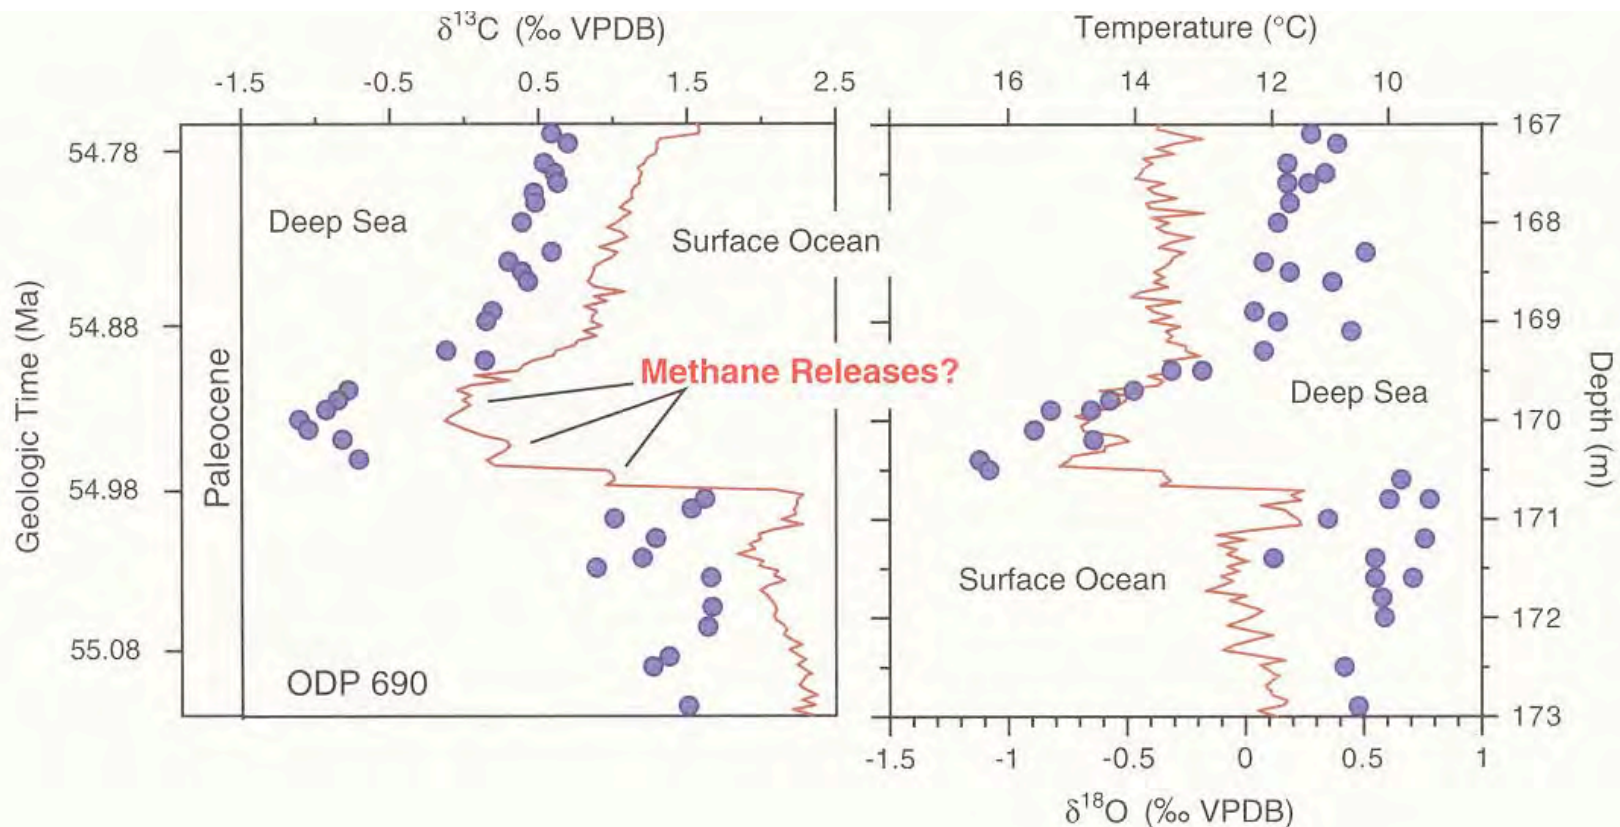 δ13C (‰ VPDB)
Temperature (°C)
-1.5 -0.5 0.5 1.5 2.5
16 14 12 10
Geologic Time (Ma)
54.78
54.88
54.98
55.08
Paleocene
Deep Sea
Surface Ocean
Methane Releases?
ODP 690
Deep Sea
Surface Ocean
167
168
169
170
171
172
173
Depth (m)
-1.5 -1 -0.5 0 0.5 1
δ18O (‰ VPDB)